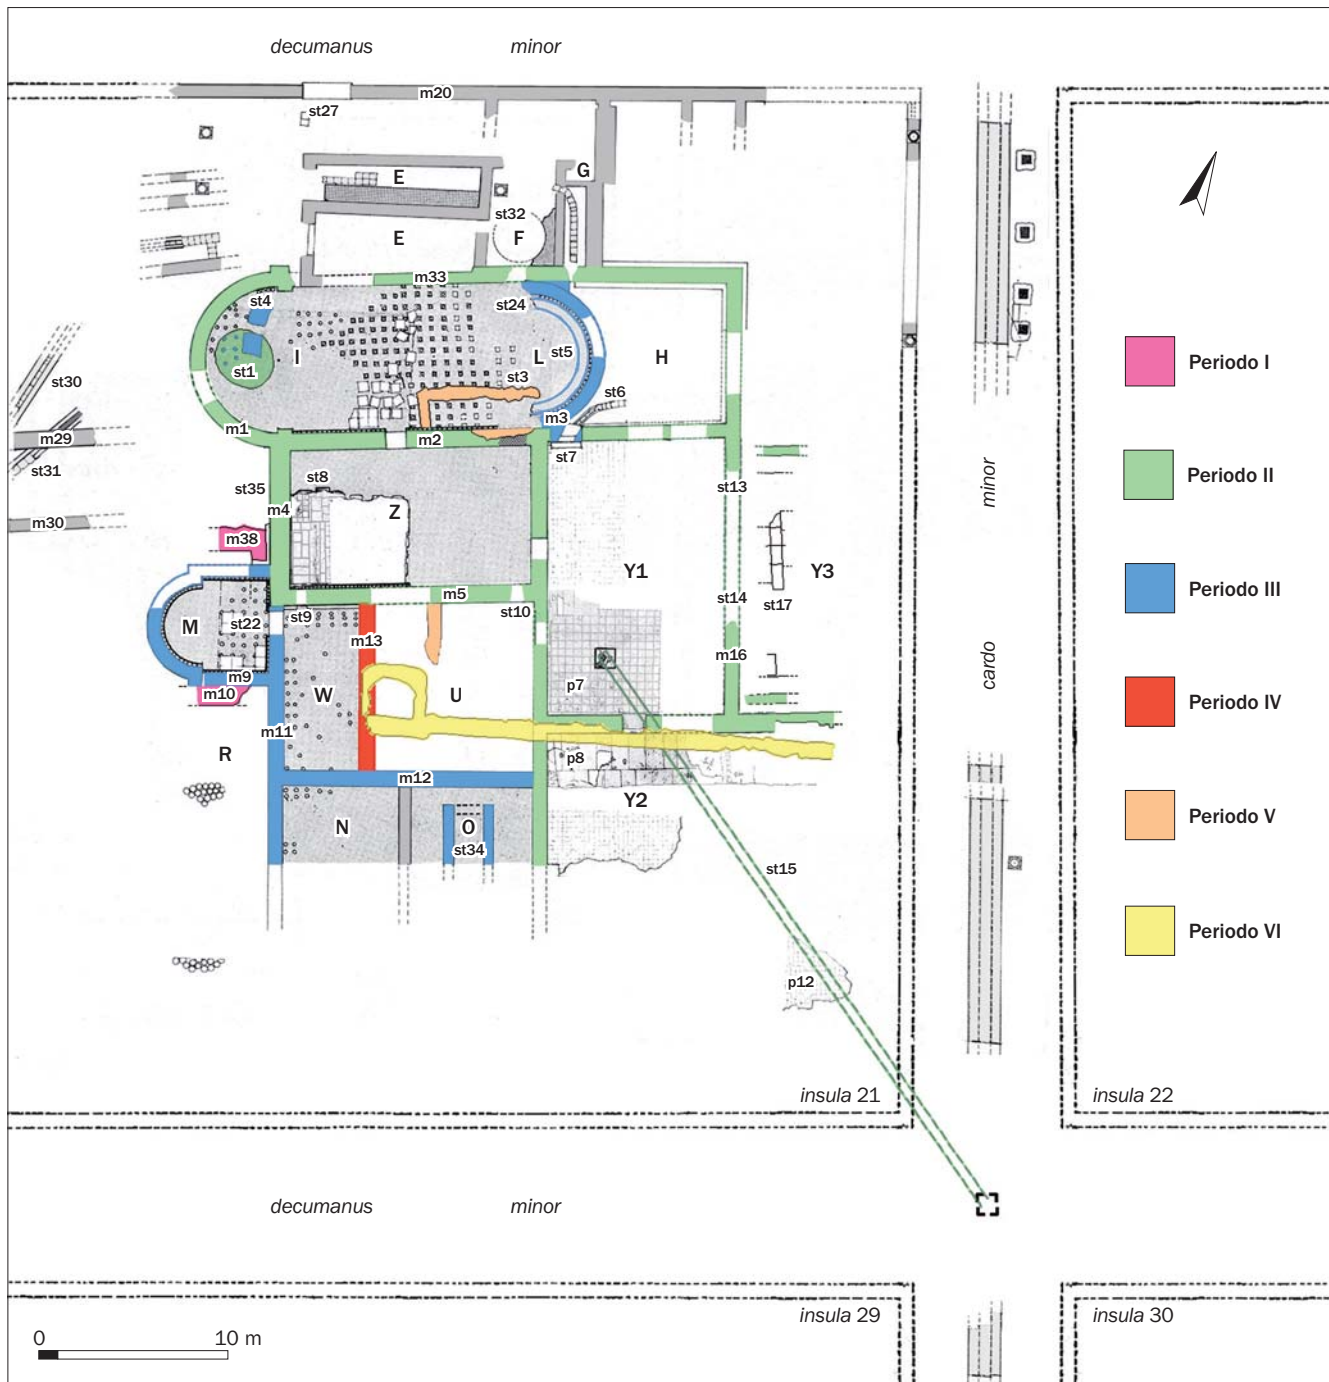 decumanus minor
m20
st27
E
G
st32
E
F
m33
st4
st24
I
L
H
st5
st1
st3
st6
m3
m1
m2
st7
st30
m29
st31
m30
st35
st8
m4
Z
st13
minor
m38
Y1
Y3
m5
st14
st17
st9
st10
M
st22
m13
m9
m10
W
U
p7
m16
cardo
R
m11
p8
m12
Y2
N
O
st34
st15
p12
Periodo I
Periodo II
Periodo III
Periodo IV
Periodo V
Periodo VI
insula 21
insula 22
decumanus minor
insula 29
insula 30
0 10 m